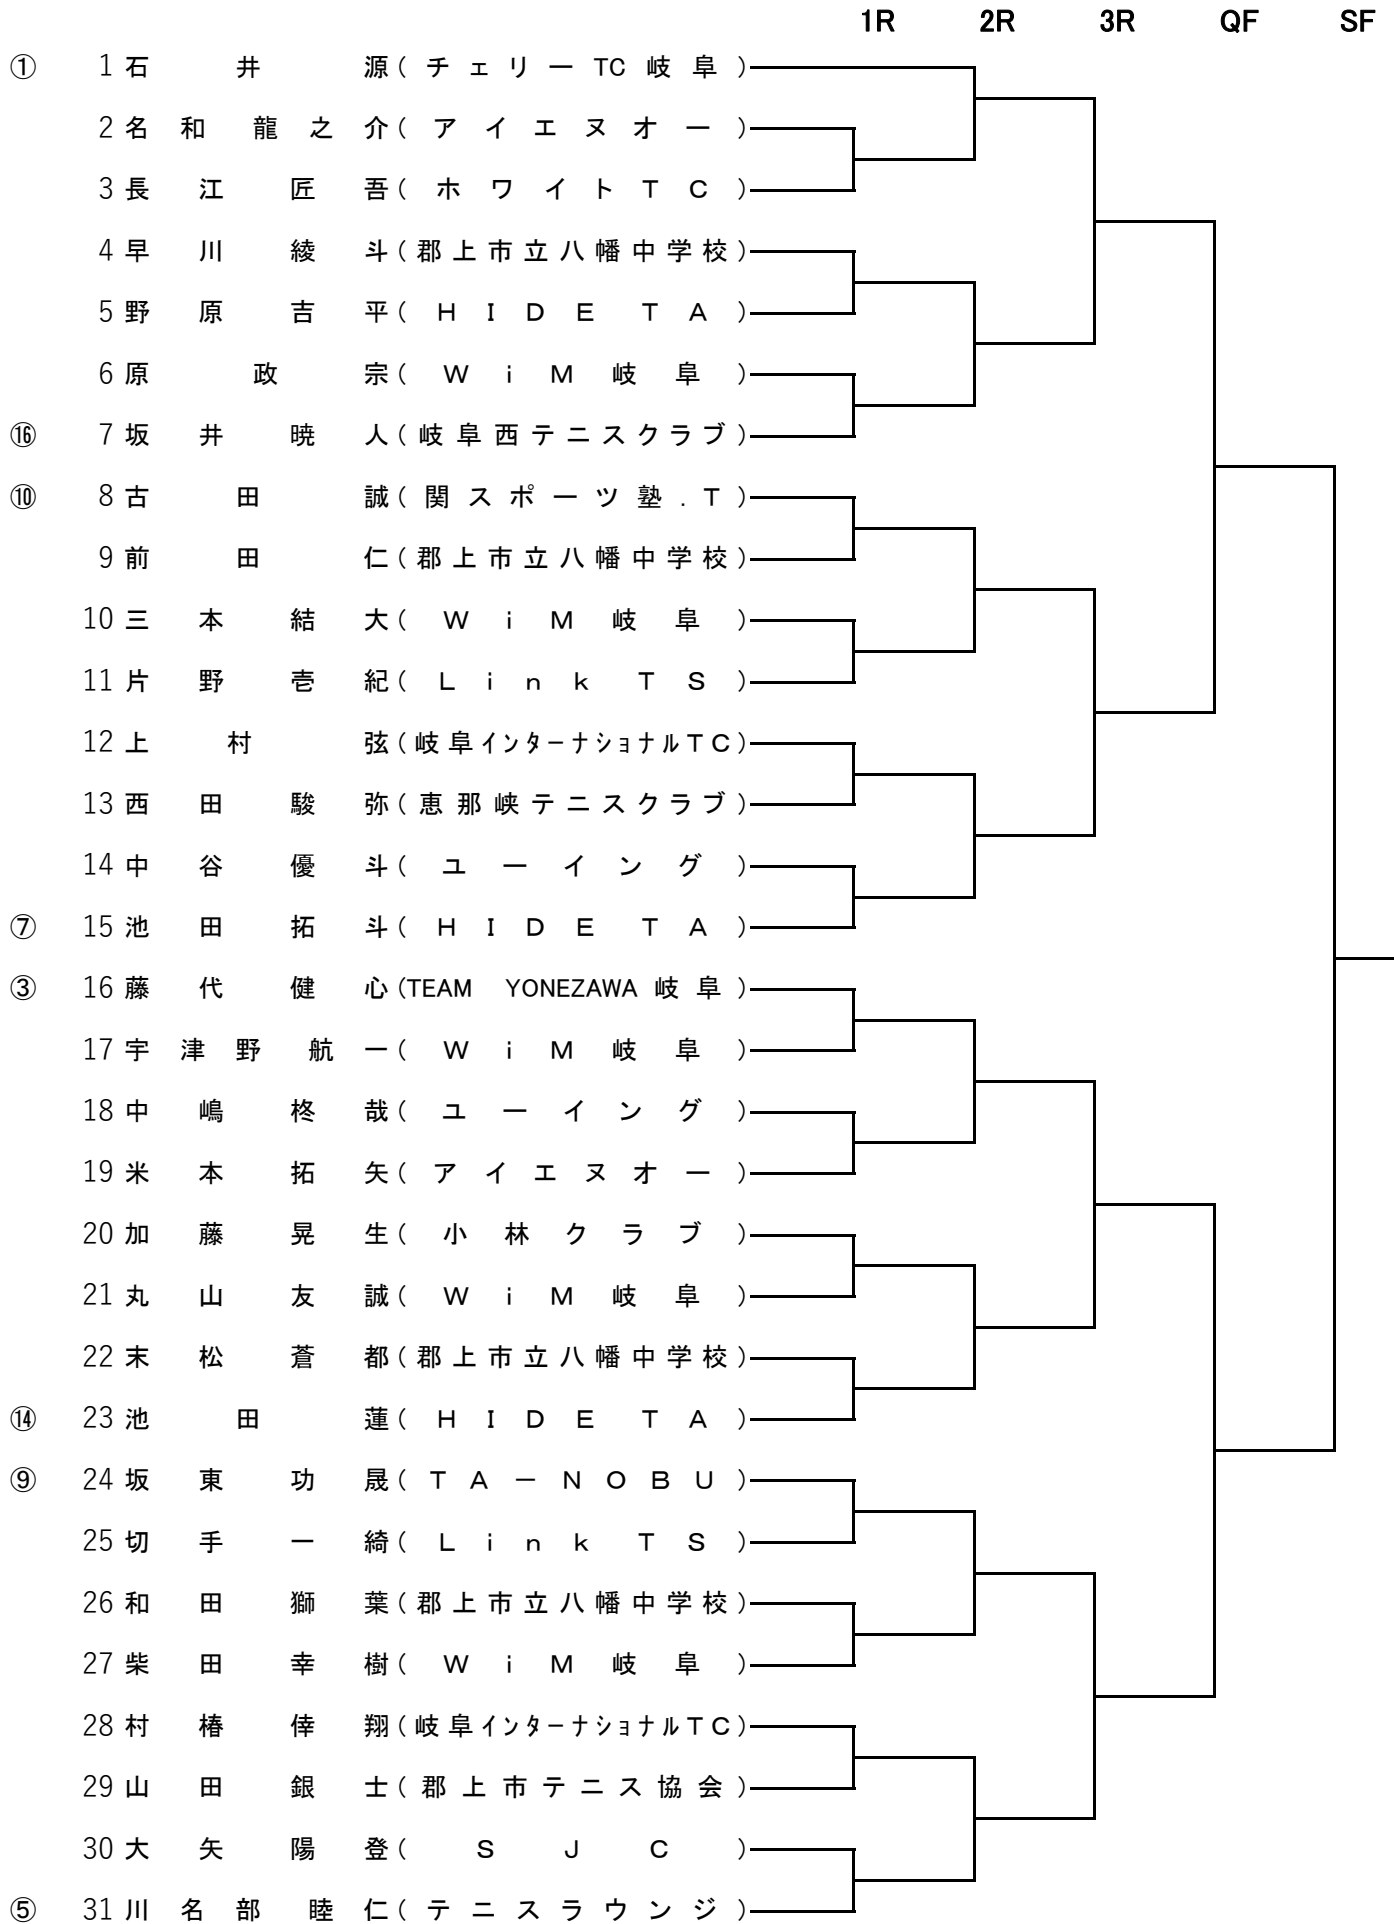 1R 2R 3R QF SF
① 1 石井源(チェリーTC岐阜)
2 名和龍之介(アイエヌオー)
3 長江匠吾(ホワイトTC)
4 早川綾斗(郡上市立八幡中学校)
5 野原吉平(HIDE TA)
6 原政宗(WiM岐阜)
⑯ 7 坂井暁人(岐阜西テニスクラブ)
⑩ 8 古田誠(関スポーツ塾.T)
9 前田仁(郡上市立八幡中学校)
10 三本結大(WiM岐阜)
11 片野壱紀(Link TS)
12 上村弦(岐阜インターナショナルTC)
13 西田駿弥(恵那峡テニスクラブ)
14 中谷優斗(ユーイング)
⑦ 15 池田拓斗(HIDE TA)
③ 16 藤代健心(TEAM YONEZAWA岐阜)
17 宇津野航一(WiM岐阜)
18 中嶋柊哉(ユーイング)
19 米本拓矢(アイエヌオー)
20 加藤晃生(小林クラブ)
21 丸山友誠(WiM岐阜)
22 末松蒼都(郡上市立八幡中学校)
⑭ 23 池田蓮(HIDE TA)
⑨ 24 坂東功晟(TA－NOBU)
25 切手一綺(Link TS)
26 和田獅葉(郡上市立八幡中学校)
27 柴田幸樹(WiM岐阜)
28 村椿倖翔(岐阜インターナショナルTC)
29 山田銀士(郡上市テニス協会)
30 大矢陽登(SJC)
⑤ 31 川名部睦仁(テニスラウンジ)